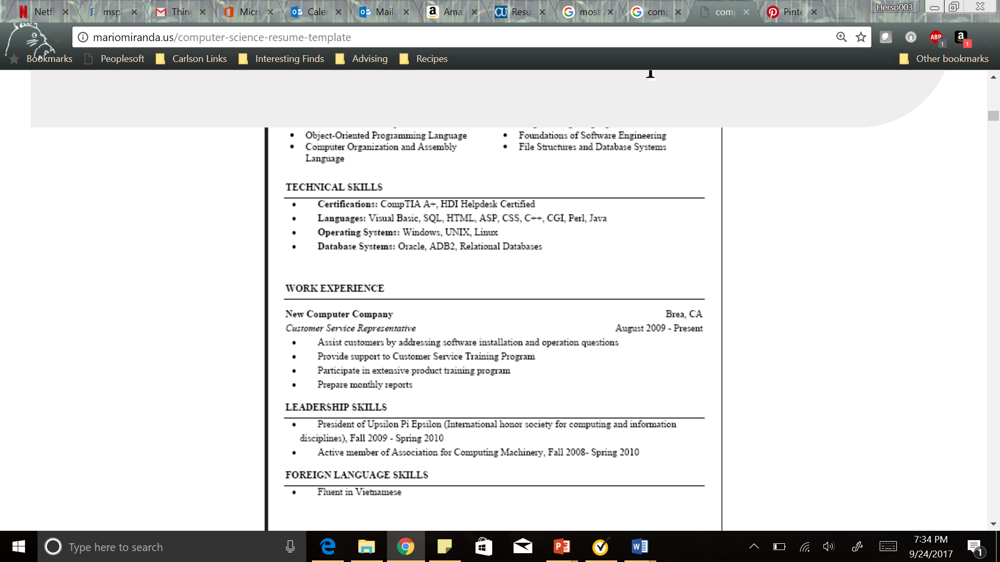 Netfl
mspi
Thing
Micr
Caler
Mail
Ama
CU Resu
most
com
com
Pinte
Herso003
mariomiranda.us/computer-science-resume-template
ABP 1 a 1
Bookmarks Peoplesoft Carlson Links Interesting Finds Advising Recipes Other bookmarks
• Object-Oriented Programming Language
• Computer Organization and Assembly
Language
• Foundations of Software Engineering
• File Structures and Database Systems
TECHNICAL SKILLS
• Certifications: CompTIA A+, HDI Helpdesk Certified
• Languages: Visual Basic, SQL, HTML, ASP, CSS, C++, CGI, Perl, Java
• Operating Systems: Windows, UNIX, Linux
• Database Systems: Oracle, ADB2, Relational Databases
WORK EXPERIENCE
New Computer Company Brea, CA
Customer Service Representative August 2009 - Present
• Assist customers by addressing software installation and operation questions
• Provide support to Customer Service Training Program
• Participate in extensive product training program
• Prepare monthly reports
LEADERSHIP SKILLS
• President of Upsilon Pi Epsilon (International honor society for computing and information
disciplines), Fall 2009 - Spring 2010
• Active member of Association for Computing Machinery, Fall 2008- Spring 2010
FOREIGN LANGUAGE SKILLS
• Fluent in Vietnamese
Type here to search
7:34 PM
9/24/2017
1